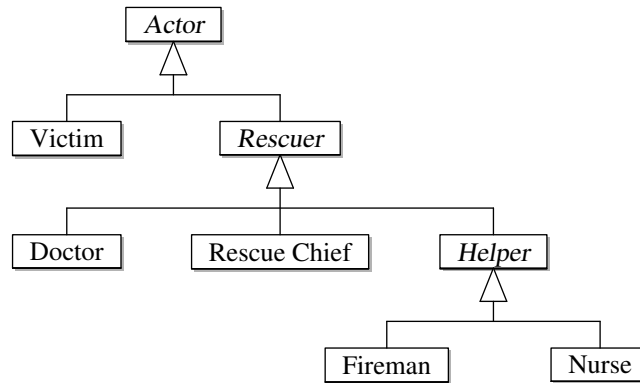 Actor
Victim
Rescuer
Doctor
Rescue Chief
Helper
Fireman
Nurse